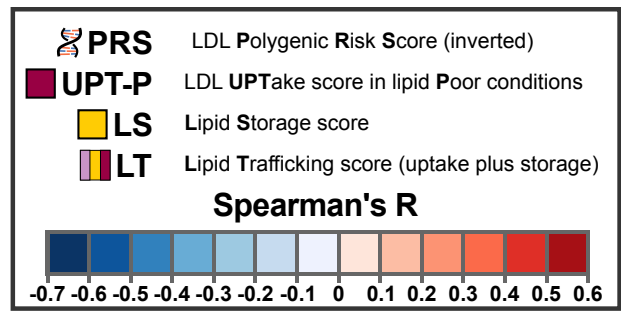 PRS LDL Polygenic Risk Score (inverted)
UPT-P LDL UPTake score in lipid Poor conditions
LS Lipid Storage score
LT Lipid Trafficking score (uptake plus storage)
Spearman's R
-0.7 -0.6 -0.5 -0.4 -0.3 -0.2 -0.1 0 0.1 0.2 0.3 0.4 0.5 0.6